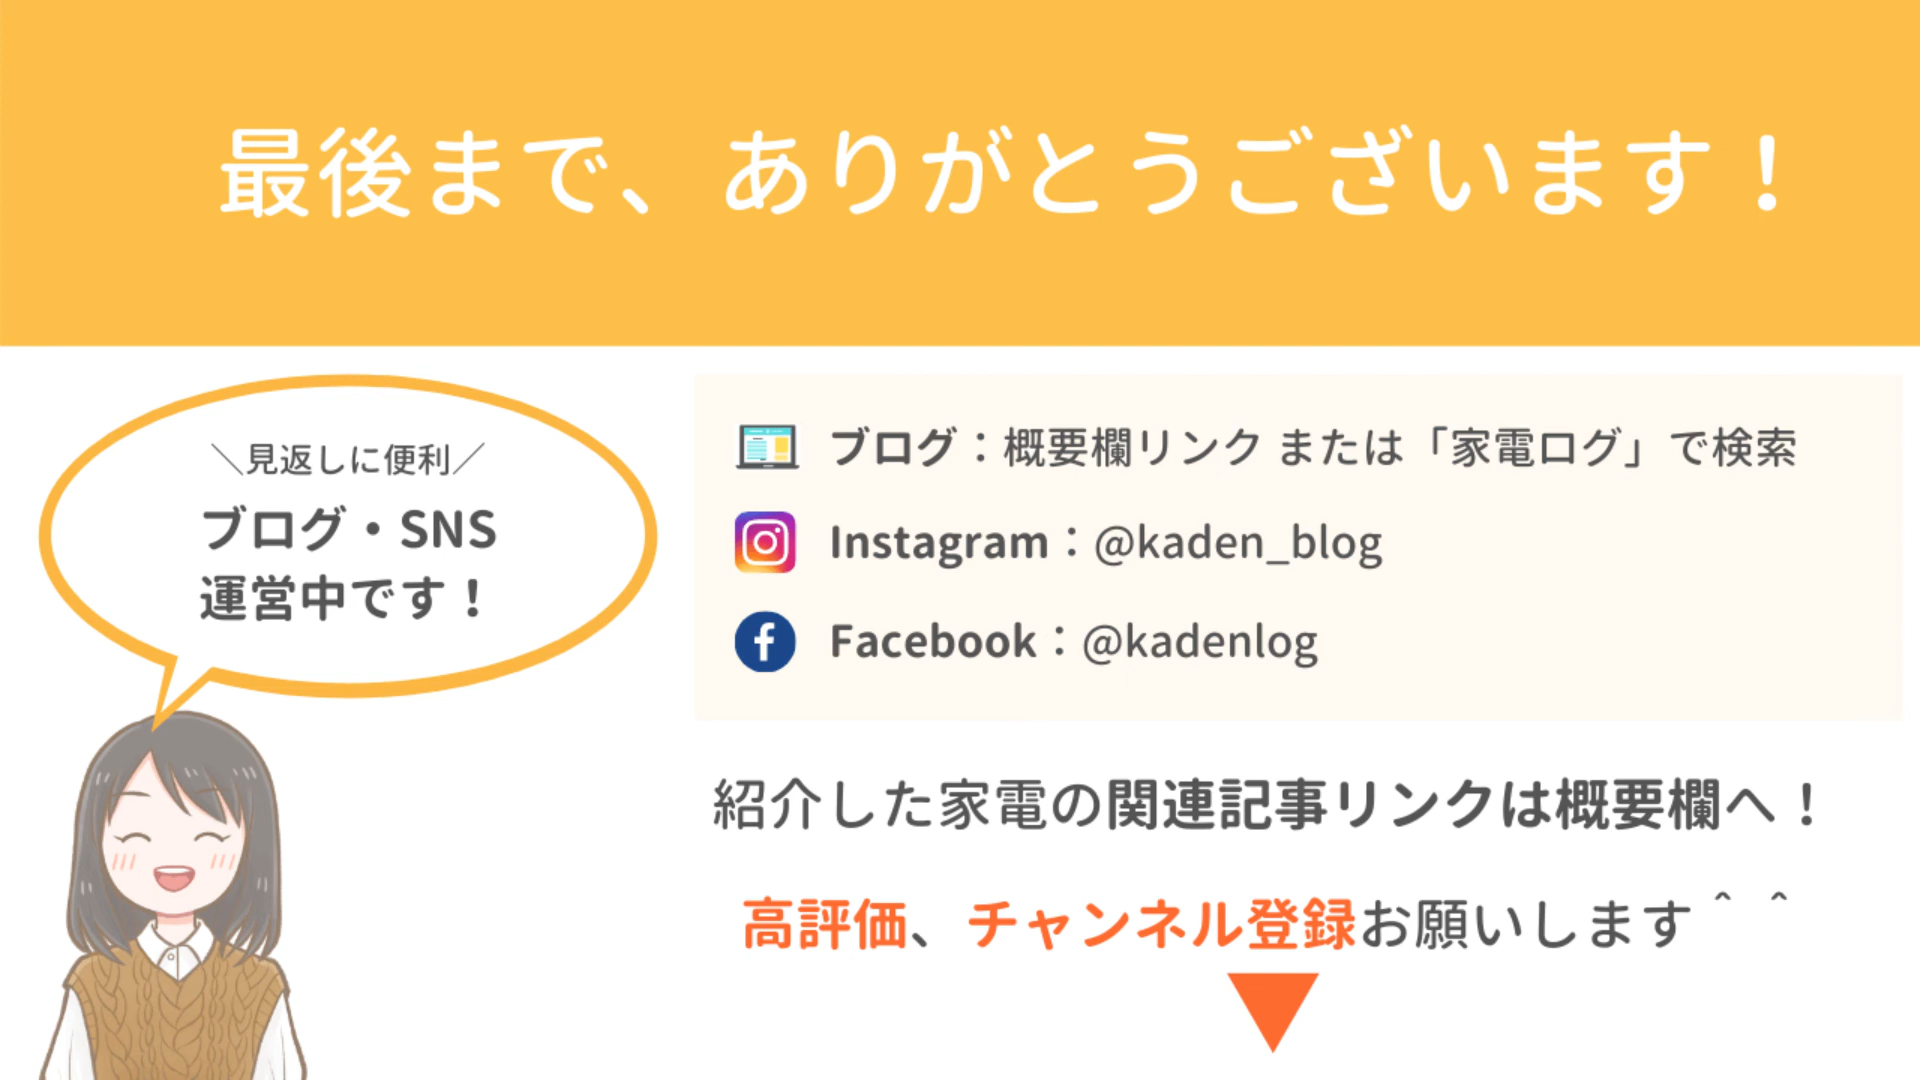 最後まで、ありがとうございます！
＼見返しに便利／
ブログ・SNS
運営中です！
ブログ：概要欄リンク または「家電ログ」で検索
Instagram：@kaden_blog
Facebook：@kadenlog
紹介した家電の関連記事リンクは概要欄へ！
高評価、チャンネル登録お願いします＾ ＾